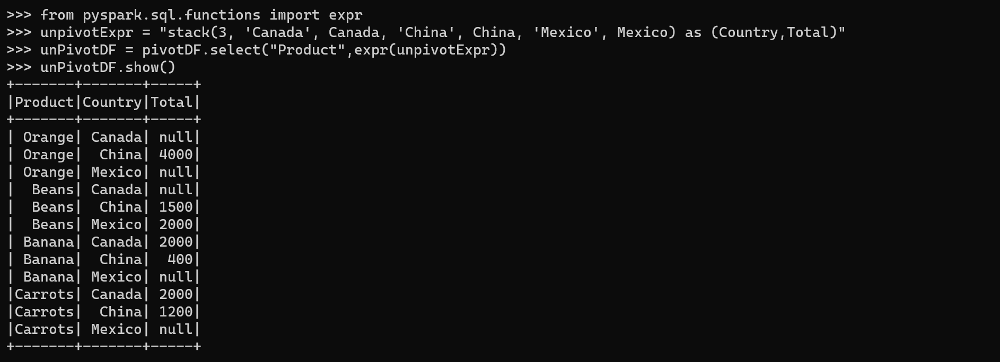 >>> from pyspark.sql.functions import expr
>>> unpivotExpr = "stack(3, 'Canada', Canada, 'China', China, 'Mexico', Mexico) as (Country,Total)"
>>> unPivotDF = pivotDF.select("Product",expr(unpivotExpr))
>>> unPivotDF.show()
+-------+-------+-----+
|Product|Country|Total|
+-------+-------+-----+
| Orange| Canada| null|
| Orange|  China| 4000|
| Orange| Mexico| null|
|  Beans| Canada| null|
|  Beans|  China| 1500|
|  Beans| Mexico| 2000|
| Banana| Canada| 2000|
| Banana|  China|  400|
| Banana| Mexico| null|
|Carrots| Canada| 2000|
|Carrots|  China| 1200|
|Carrots| Mexico| null|
+-------+-------+-----+